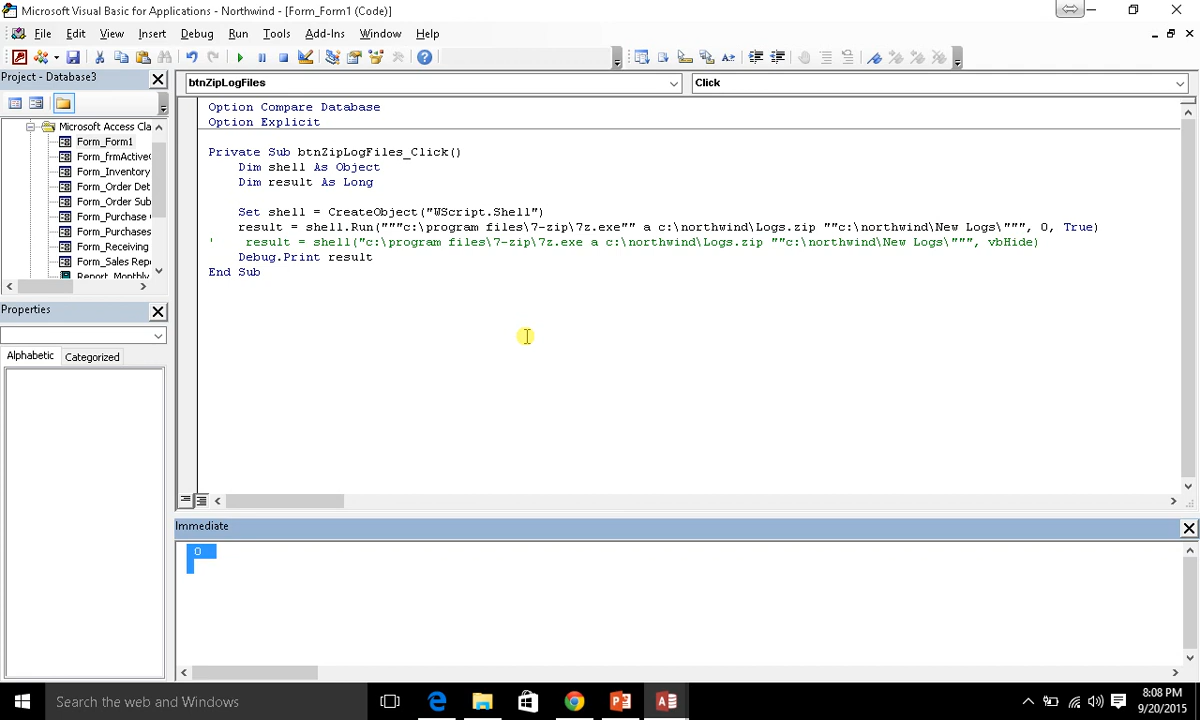 Microsoft Visual Basic for Applications - Northwind - [Form_Form1 (Code)]
File Edit View Insert Format Debug Run Tools Add-Ins Window Help
Project - Database3
btnZipLogFiles
Click
Microsoft Access Cla
Form_Form1
Form_frmActive
Form_Inventory
Form_Order Det
Form_Order Sub
Form_Purchase
Form_Purchases
Form_Receiving
Form_Sales Repo
Report_Monthly
Properties
Alphabetic Categorized
Option Compare Database
Option Explicit
Private Sub btnZipLogFiles_Click()
Dim shell As Object
Dim result As Long
Set shell = CreateObject("WScript.Shell")
result = shell.Run("""c:\program files\7-zip\7z.exe"" a c:\northwind\Logs.zip ""c:\northwind\New Logs\""", 0, True)
' result = shell("c:\program files\7-zip\7z.exe a c:\northwind\Logs.zip ""c:\northwind\New Logs\""", vbHide)
Debug.Print result
End Sub
Immediate
0
Search the web and Windows
8:08 PM
9/20/2015